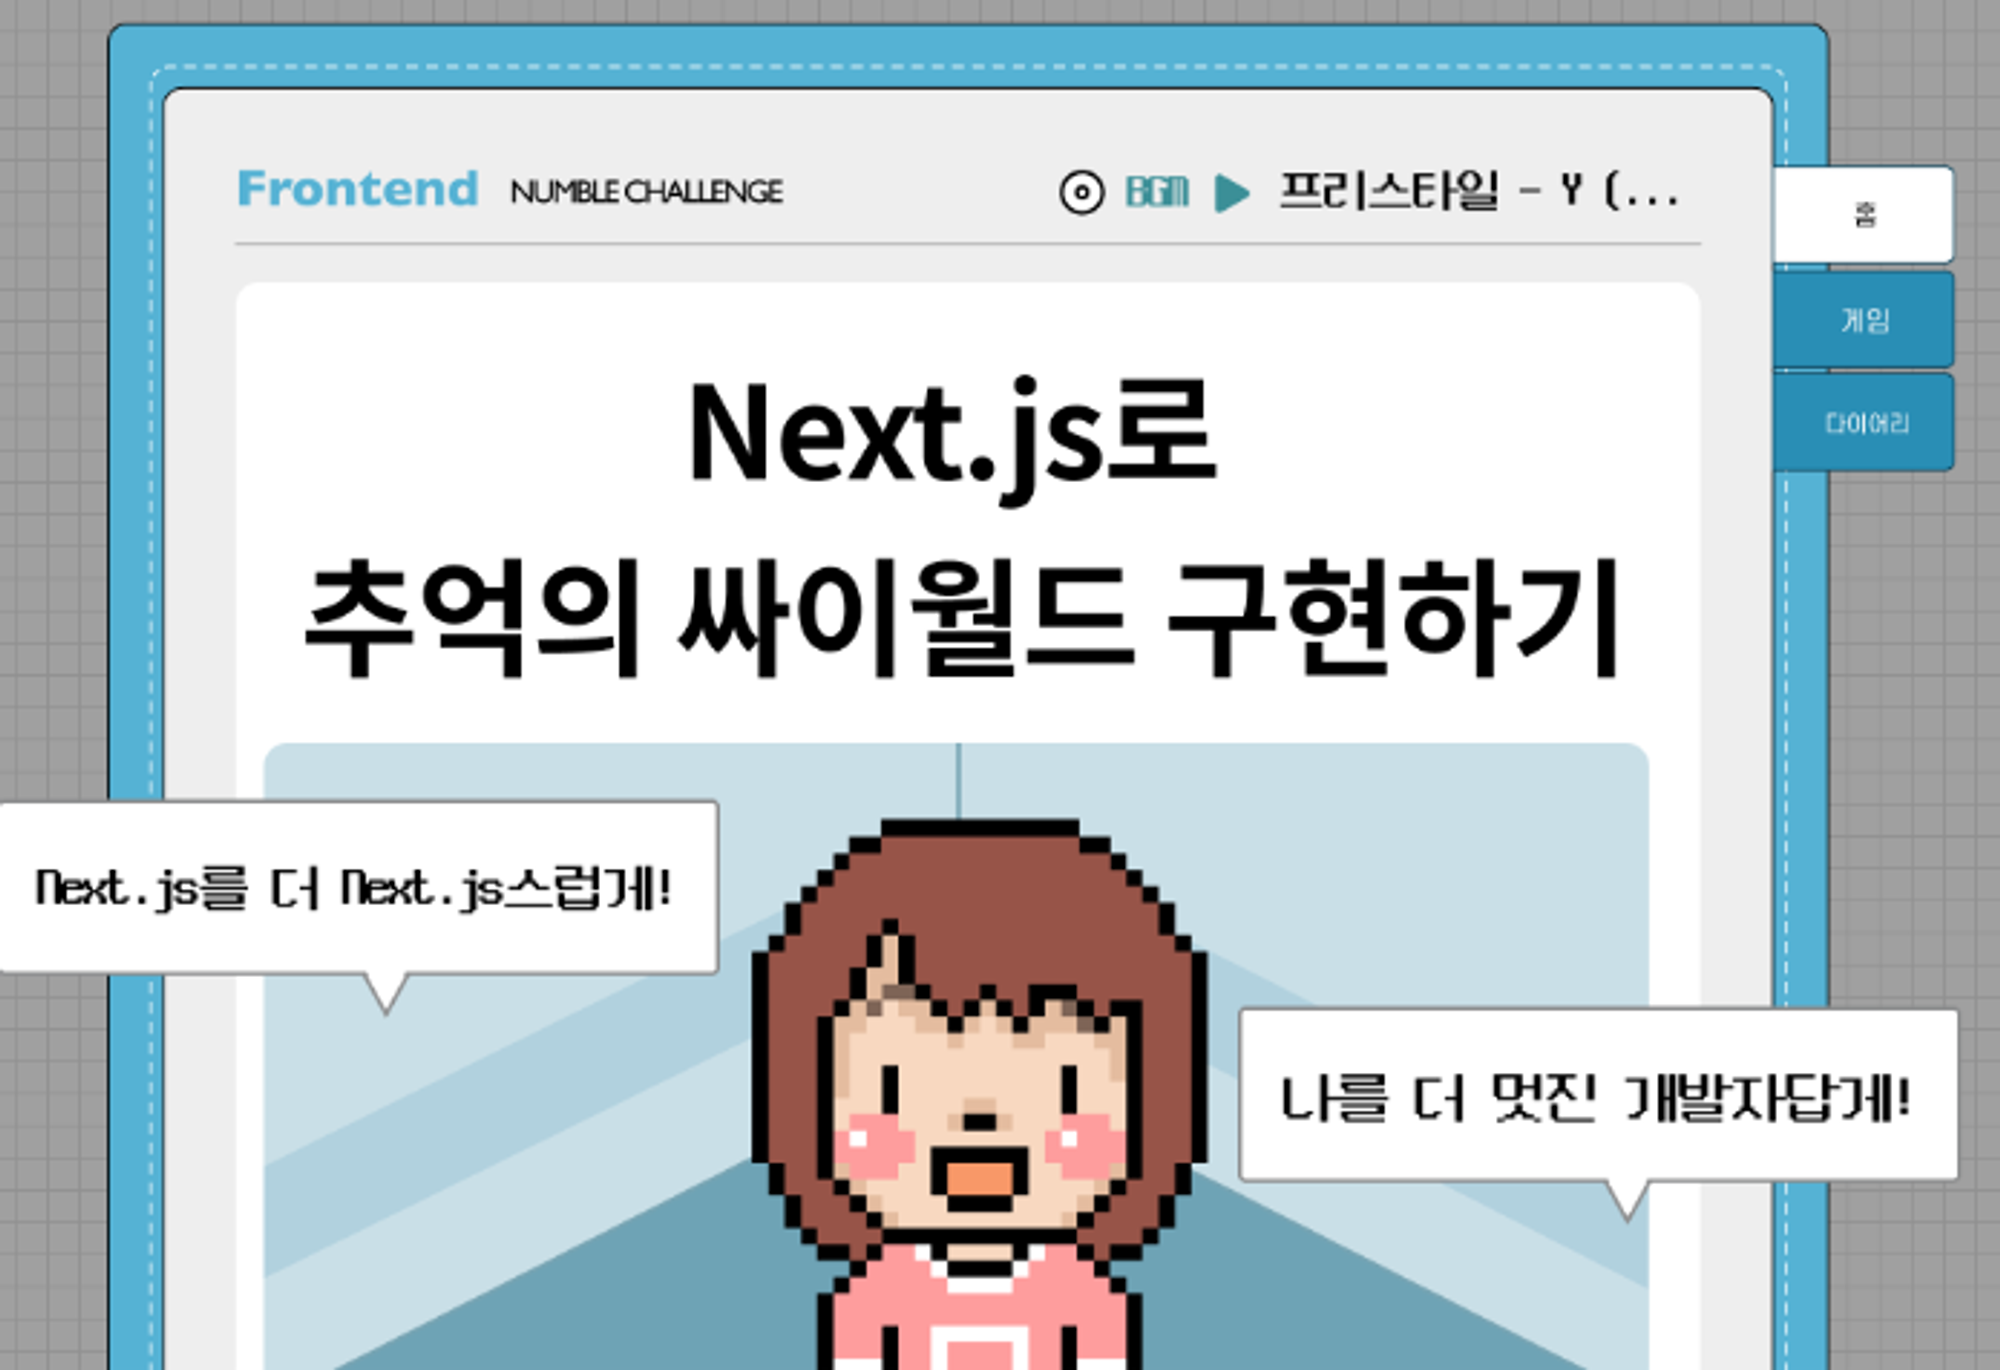 Frontend NUMBLE CHALLENGE
BGM 프리스타일 - Y (...
홈
게임
다이어리
Next.js로
추억의 싸이월드 구현하기
Next.js를 더 Next.js스럽게!
나를 더 멋진 개발자답게!